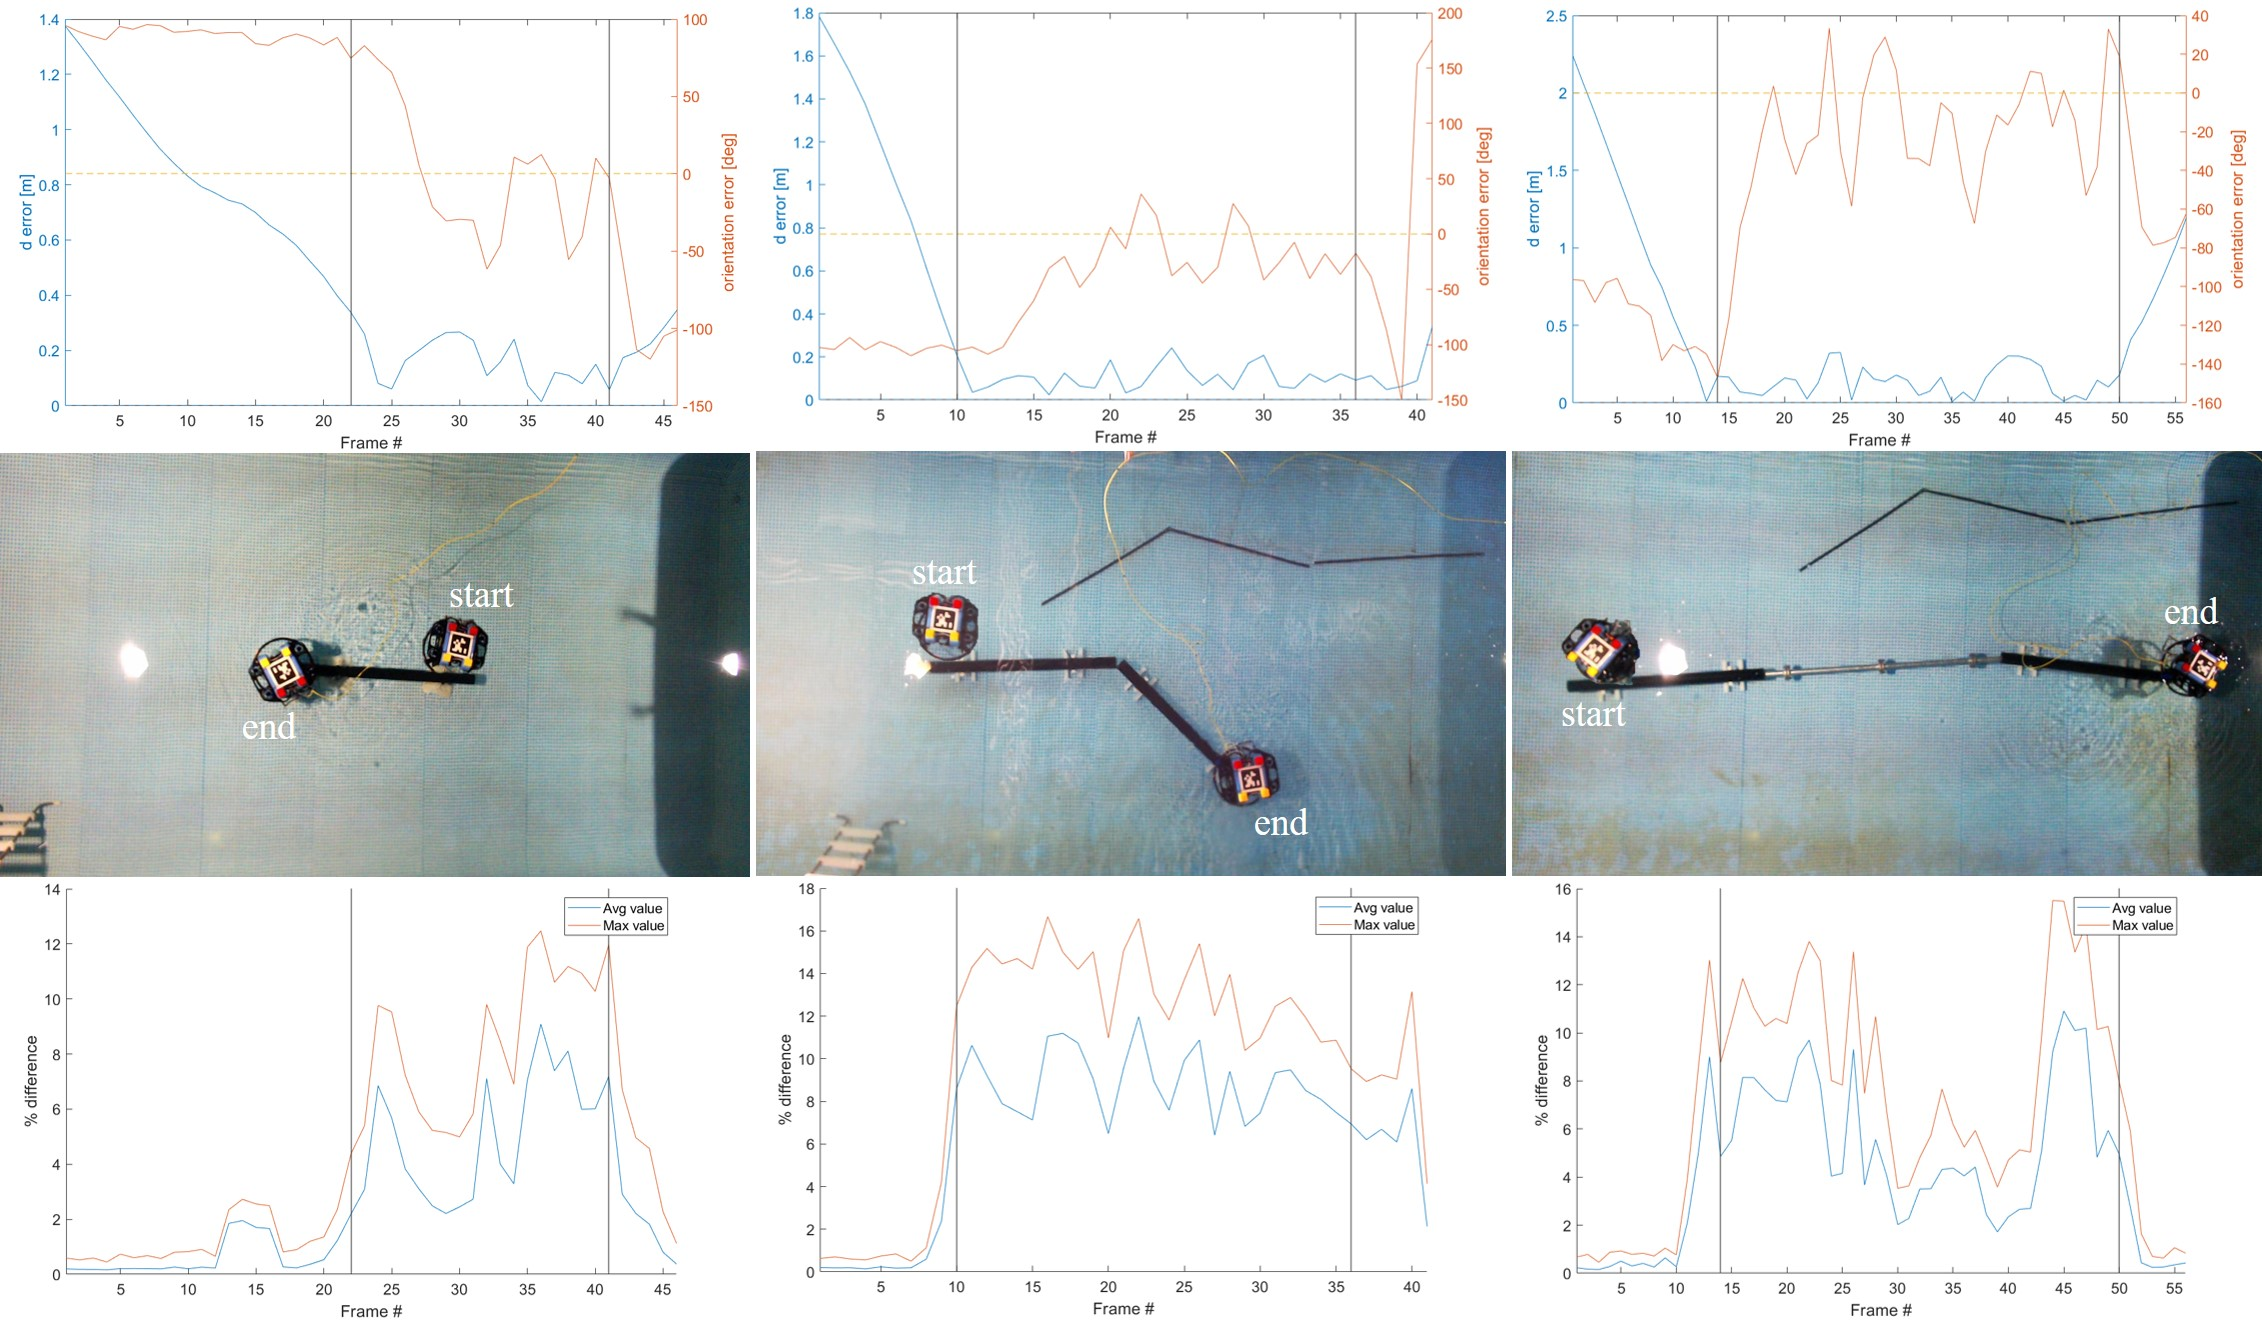 1.4
1.2
1
0.8
0.6
0.4
0.2
0
d error [m]
100
50
0
-50
-100
-150
orientation error [deg]
5 10 15 20 25 30 35 40 45
Frame #
1.8
1.6
1.4
1.2
1
0.8
0.6
0.4
0.2
0
d error [m]
200
150
100
50
0
-50
-100
-150
orientation error [deg]
5 10 15 20 25 30 35 40
Frame #
2.5
2
1.5
1
0.5
0
d error [m]
40
20
0
-20
-40
-60
-80
-100
-120
-140
-160
orientation error [deg]
5 10 15 20 25 30 35 40 45 50 55
Frame #
start
end
start
end
start
end
14
12
10
8
6
4
2
0
% difference
Avg value
Max value
5 10 15 20 25 30 35 40 45
Frame #
18
16
14
12
10
8
6
4
2
0
% difference
Avg value
Max value
5 10 15 20 25 30 35 40
Frame #
16
14
12
10
8
6
4
2
0
% difference
Avg value
Max value
5 10 15 20 25 30 35 40 45 50 55
Frame #